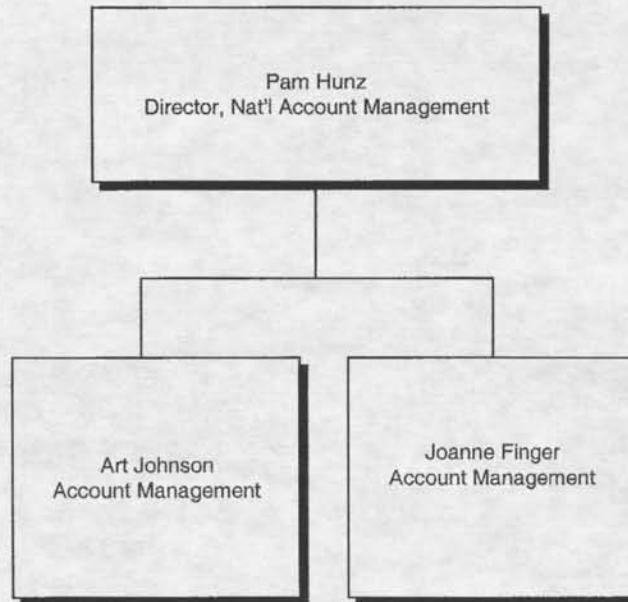 Pam Hunz
Director, Nat'l Account Management
Art Johnson
Account Management
Joanne Finger
Account Management